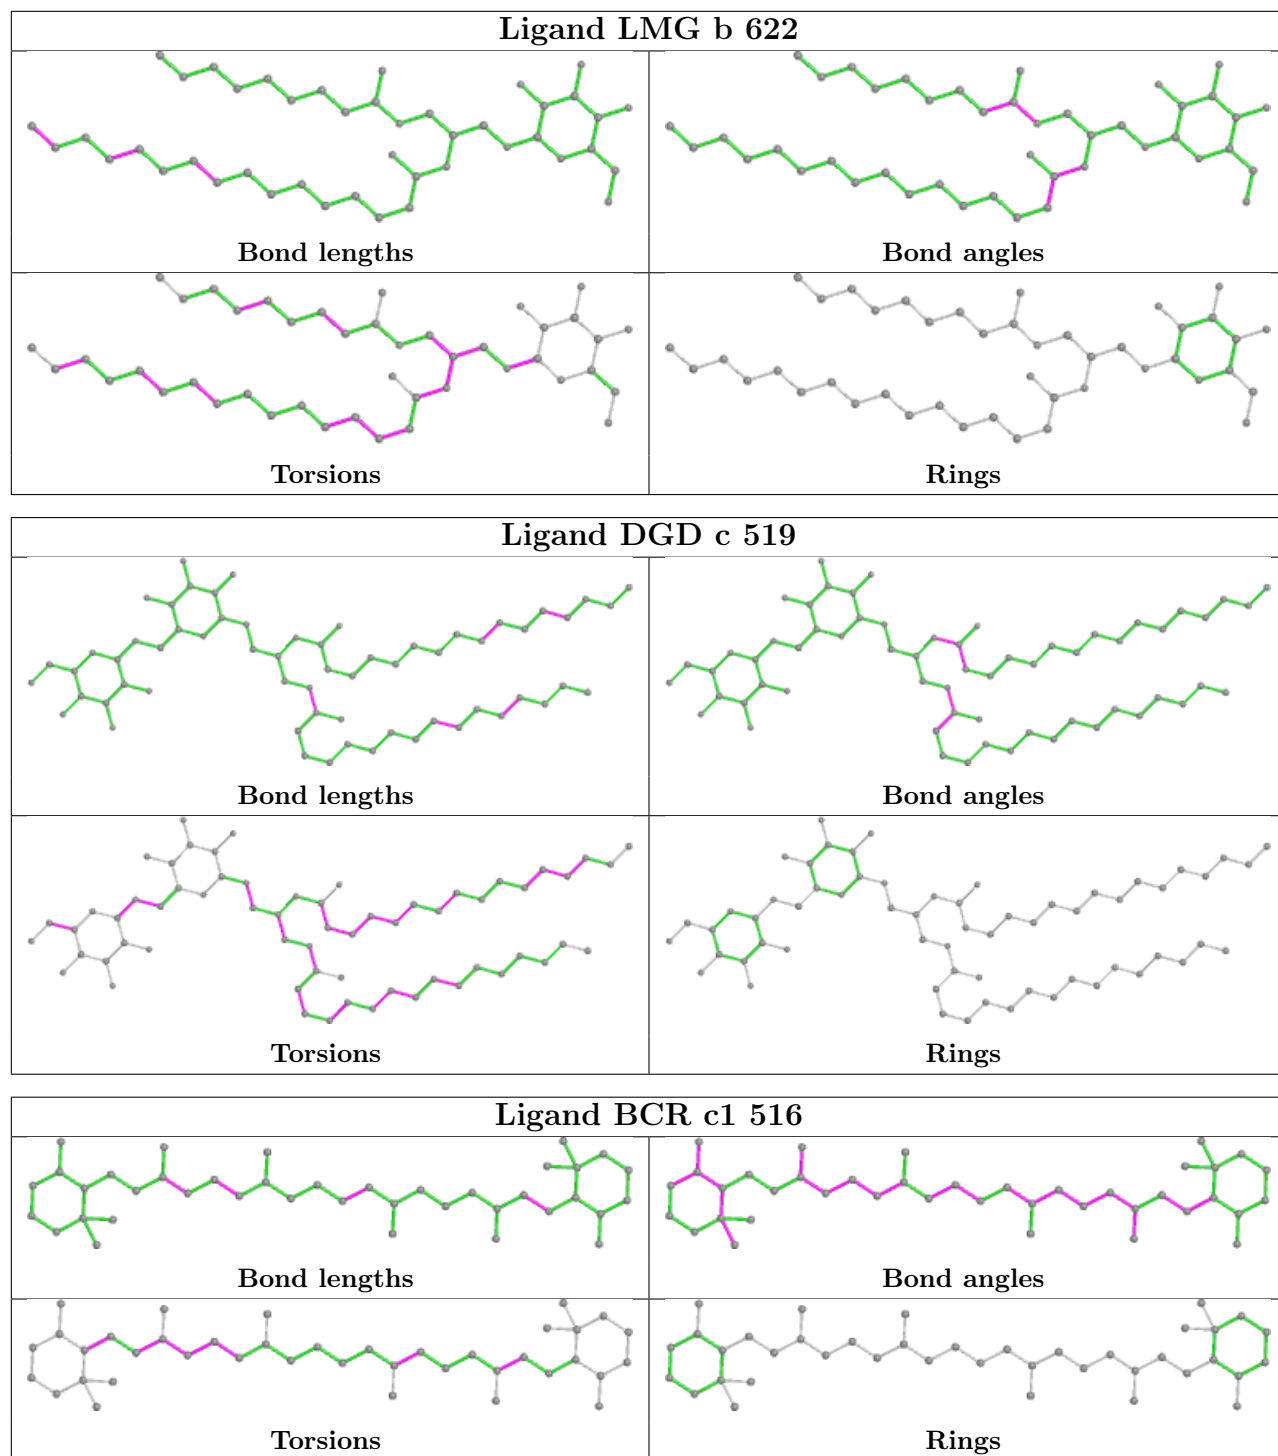 Ligand LMG b 622
Bond lengths
Bond angles
Torsions
Rings
Ligand DGD c 519
Bond lengths
Bond angles
Torsions
Rings
Ligand BCR c1 516
Bond lengths
Bond angles
Torsions
Rings